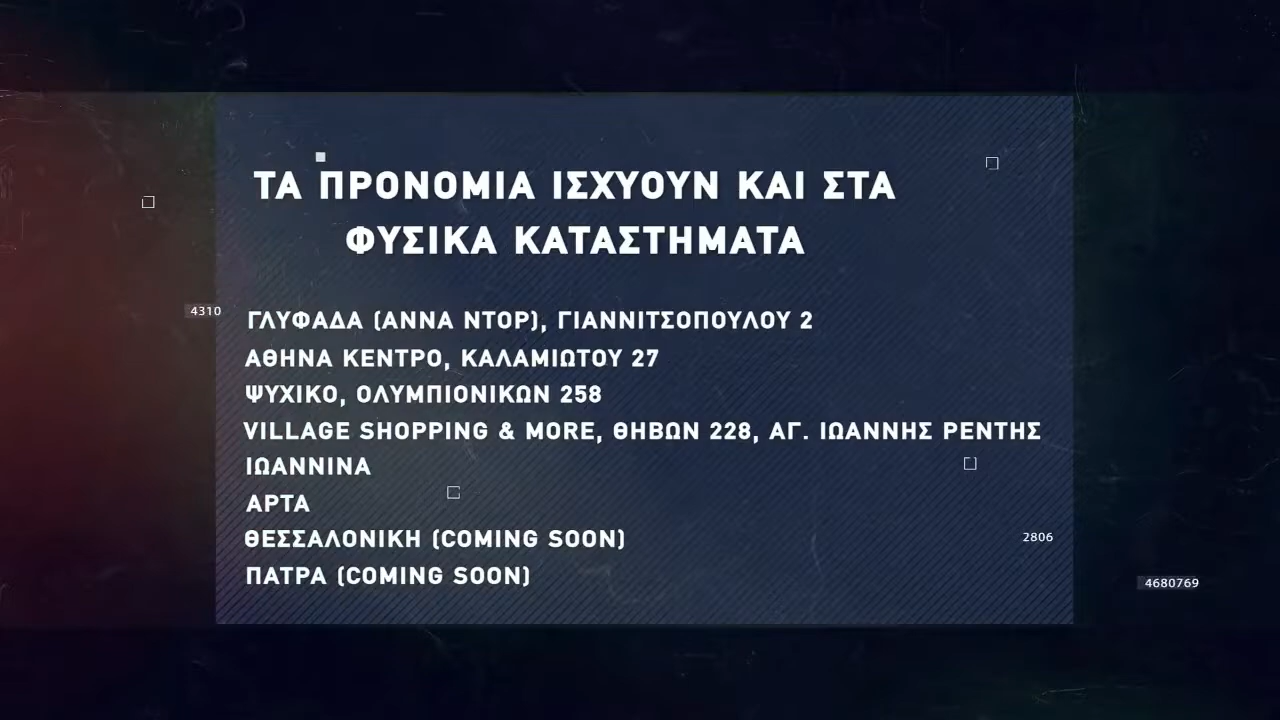 ΤΑ ΠΡΟΝΟΜΙΑ ΙΣΧΥΟΥΝ ΚΑΙ ΣΤΑ
ΦΥΣΙΚΑ ΚΑΤΑΣΤΗΜΑΤΑ
4310
ΓΛΥΦΑΔΑ (ΑΝΝΑ ΝΤΟΡ), ΓΙΑΝΝΙΤΣΟΠΟΥΛΟΥ 2
ΑΘΗΝΑ ΚΕΝΤΡΟ, ΚΑΛΑΜΙΩΤΟΥ 27
ΨΥΧΙΚΟ, ΟΛΥΜΠΙΟΝΙΚΩΝ 258
VILLAGE SHOPPING & MORE, ΘΗΒΩΝ 228, ΑΓ. ΙΩΑΝΝΗΣ ΡΕΝΤΗΣ
ΙΩΑΝΝΙΝΑ
ΑΡΤΑ
ΘΕΣΣΑΛΟΝΙΚΗ (COMING SOON)
2806
ΠΑΤΡΑ (COMING SOON)
4680769